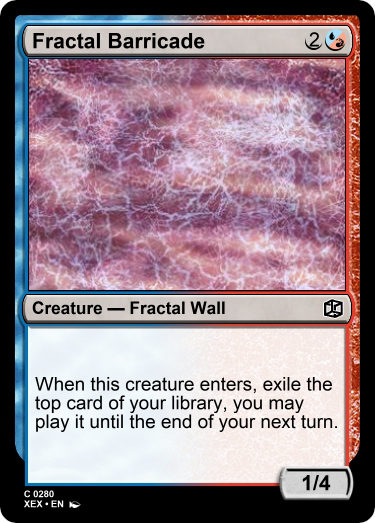 Fractal Barricade 2
Creature — Fractal Wall
When this creature enters, exile the
top card of your library, you may
play it until the end of your next turn.
1/4
C 0280
XEX • EN